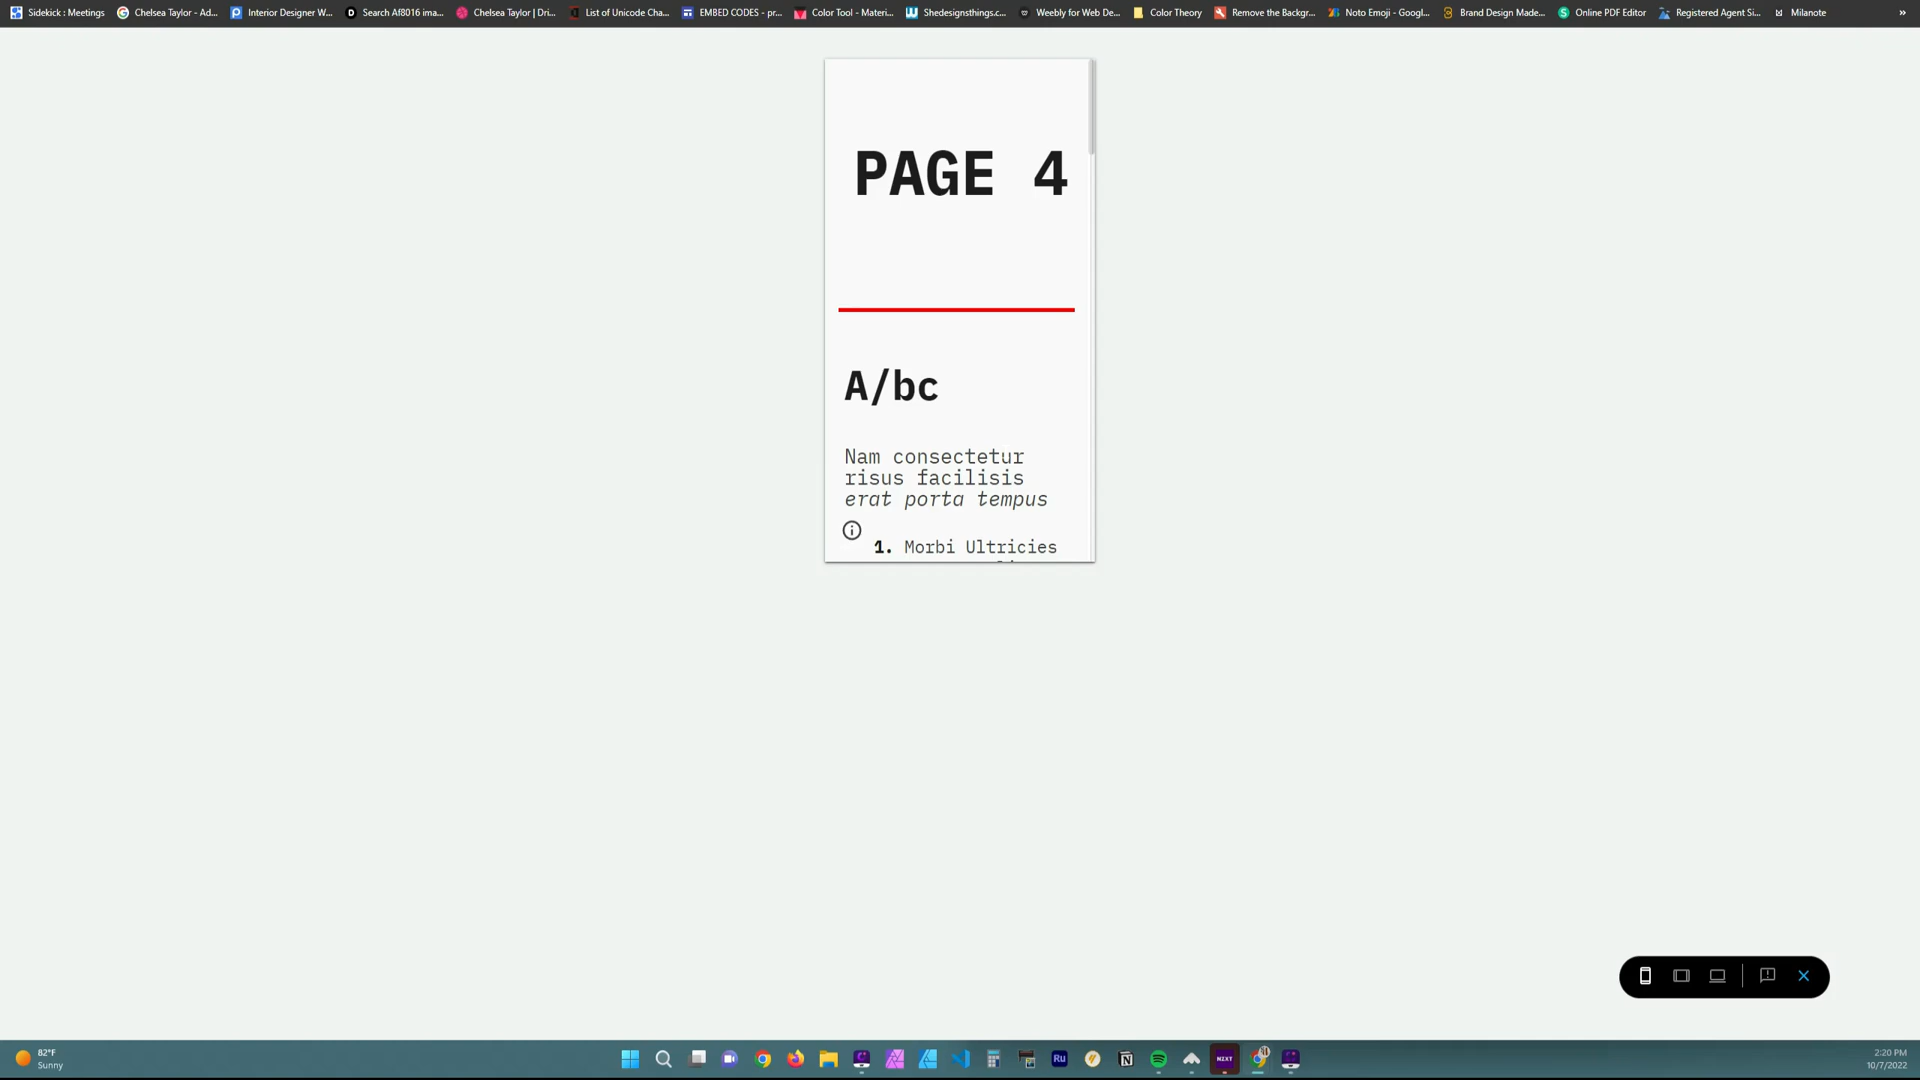 Sidekick : Meetings
Chelsea Taylor - Ad...
Interior Designer W...
Search Af8016 ima...
Chelsea Taylor | Dri...
List of Unicode Cha...
EMBED CODES - pr...
Color Tool - Materi...
Shedesignsthings.c...
Weebly for Web De...
Color Theory
Remove the Backgr...
Noto Emoji - Googl...
Brand Design Made...
Online PDF Editor
Registered Agent Si...
Milanote
»
PAGE 4
A/bc
Nam consectetur
risus facilisis
erat porta tempus
1. Morbi Ultricies
82°F
Sunny
Ru
NZXT
2:20 PM
10/7/2022